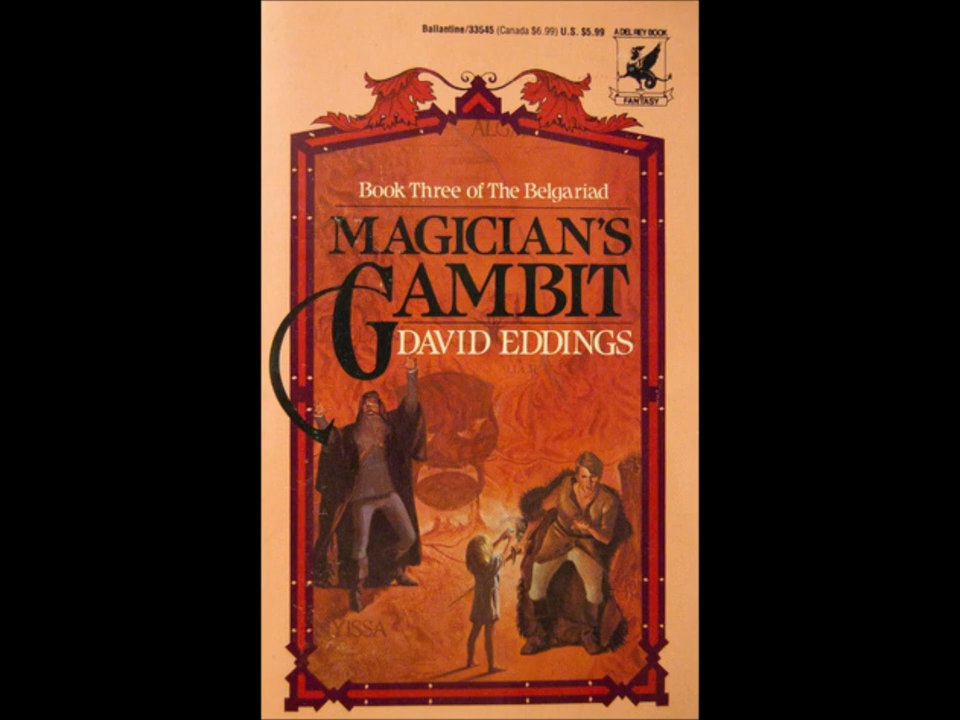 Ballantine/33545 (Canada $6.99) U.S. $5.99
A DEL REY BOOK
FANTASY
Book Three of The Belgariad
MAGICIAN'S
GAMBIT
DAVID EDDINGS
YISSA